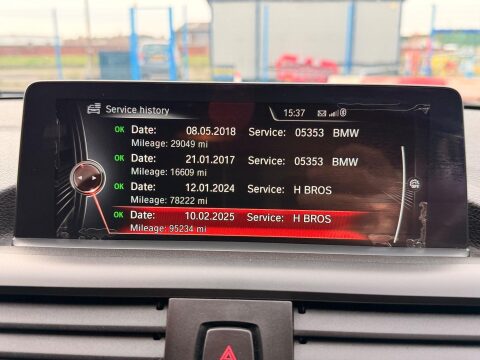 Service history
15:37
OK Date: 08.05.2018 Service: 05353 BMW
Mileage: 29049 mi
OK Date: 21.01.2017 Service: 05353 BMW
Mileage: 16609 mi
OK Date: 12.01.2024 Service: H BROS
Mileage: 78222 mi
OK Date: 10.02.2025 Service: H BROS
Mileage: 95234 mi